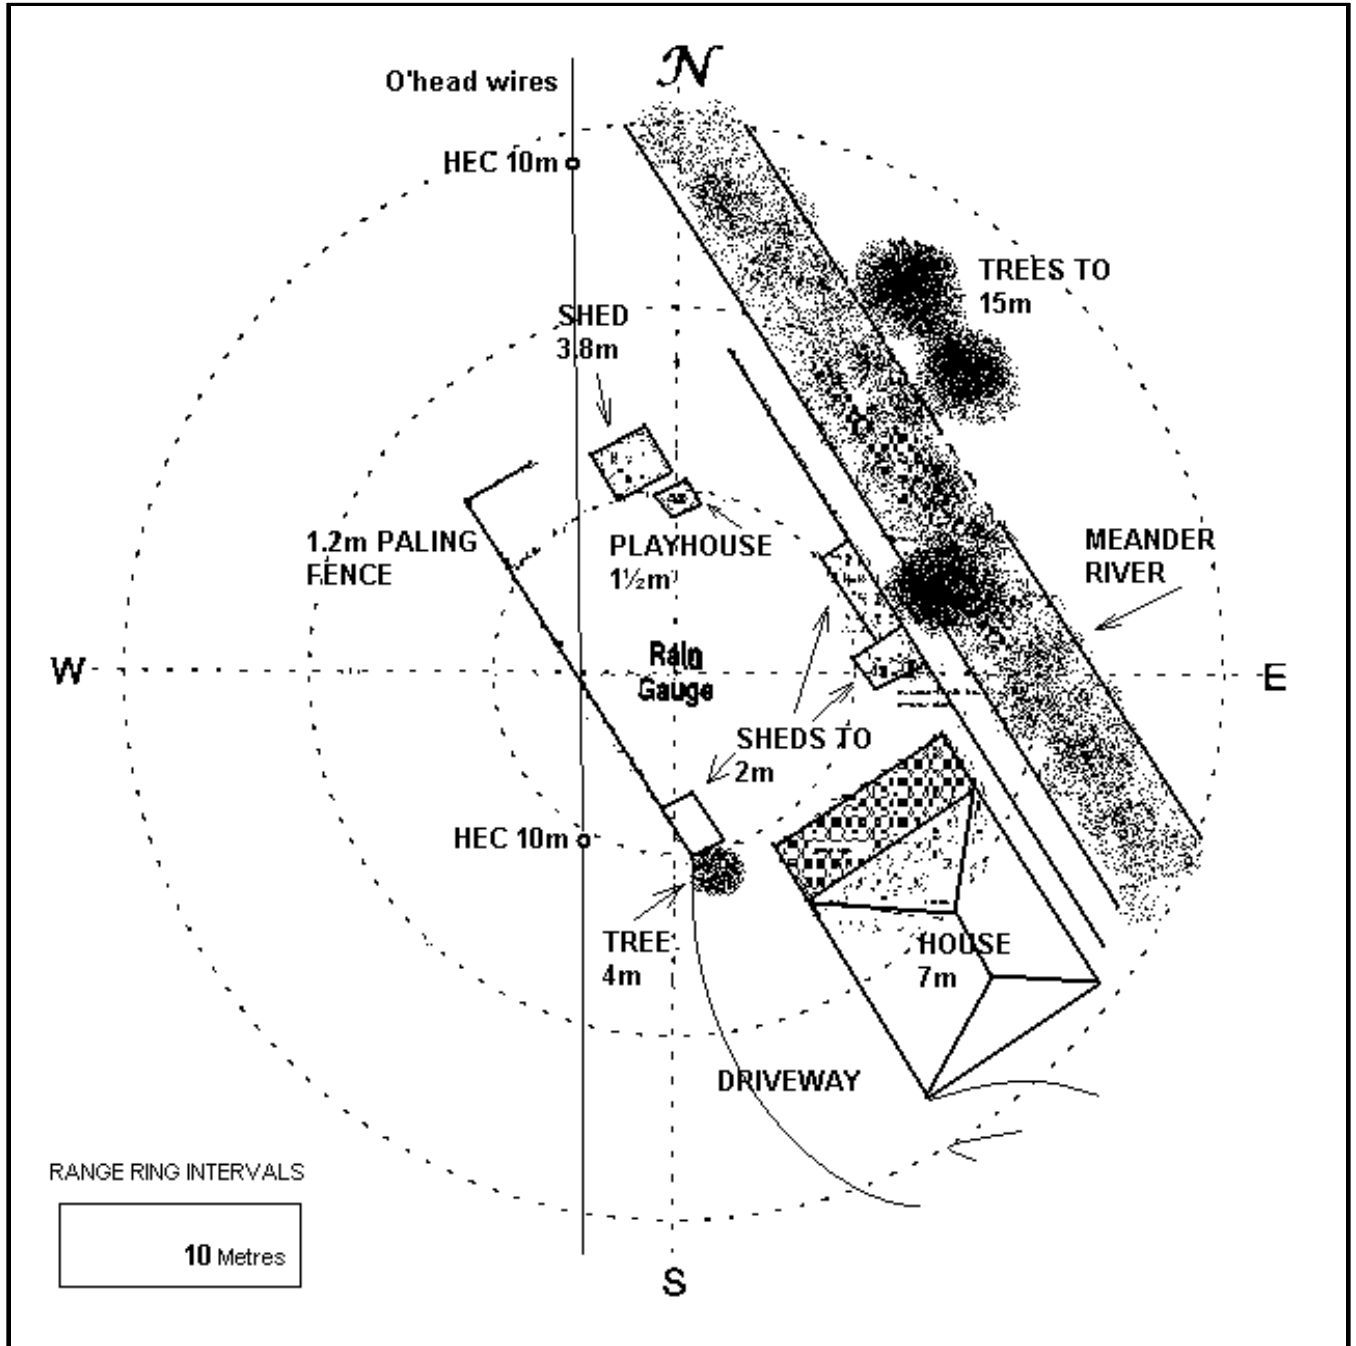 N
O'head wires
HEC 10m
TREES TO
15m
SHED
3.8m
1.2m PALING
FENCE
PLAYHOUSE
1½m
MEANDER
RIVER
W
Rain
Gauge
E
SHEDS TO
2m
HEC 10m
TREE
4m
HOUSE
7m
DRIVEWAY
RANGE RING INTERVALS
10 Metres
S